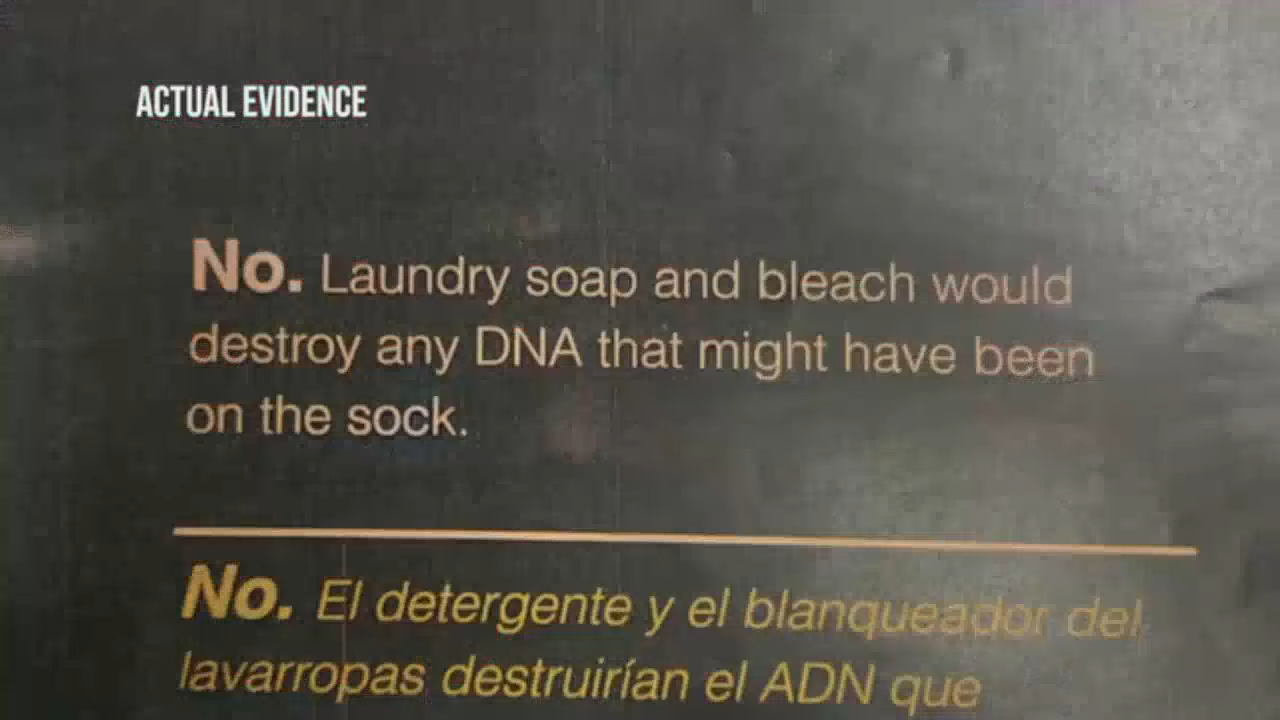 ACTUAL EVIDENCE
No. Laundry soap and bleach would
destroy any DNA that might have been
on the sock.
No. El detergente y el blanqueador del
lavarropas destruirían el ADN que